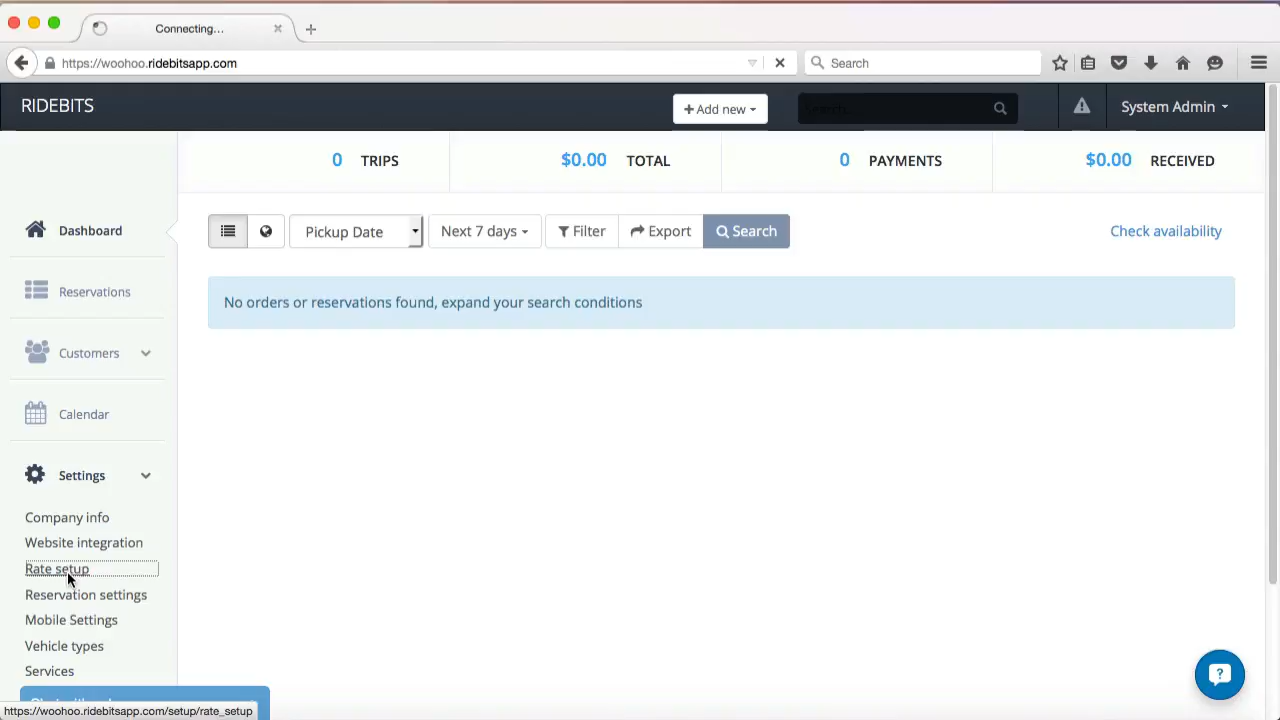 Connecting...
https://woohoo.ridebitsapp.com
Search
RIDEBITS
Add new
Search...
System Admin
0 TRIPS
$0.00 TOTAL
0 PAYMENTS
$0.00 RECEIVED
Dashboard
Reservations
Customers
Calendar
Settings
Company info
Website integration
Rate setup
Reservation settings
Mobile Settings
Vehicle types
Services
Pickup Date
Next 7 days
Filter
Export
Search
Check availability
No orders or reservations found, expand your search conditions
https://woohoo.ridebitsapp.com/setup/rate_setup